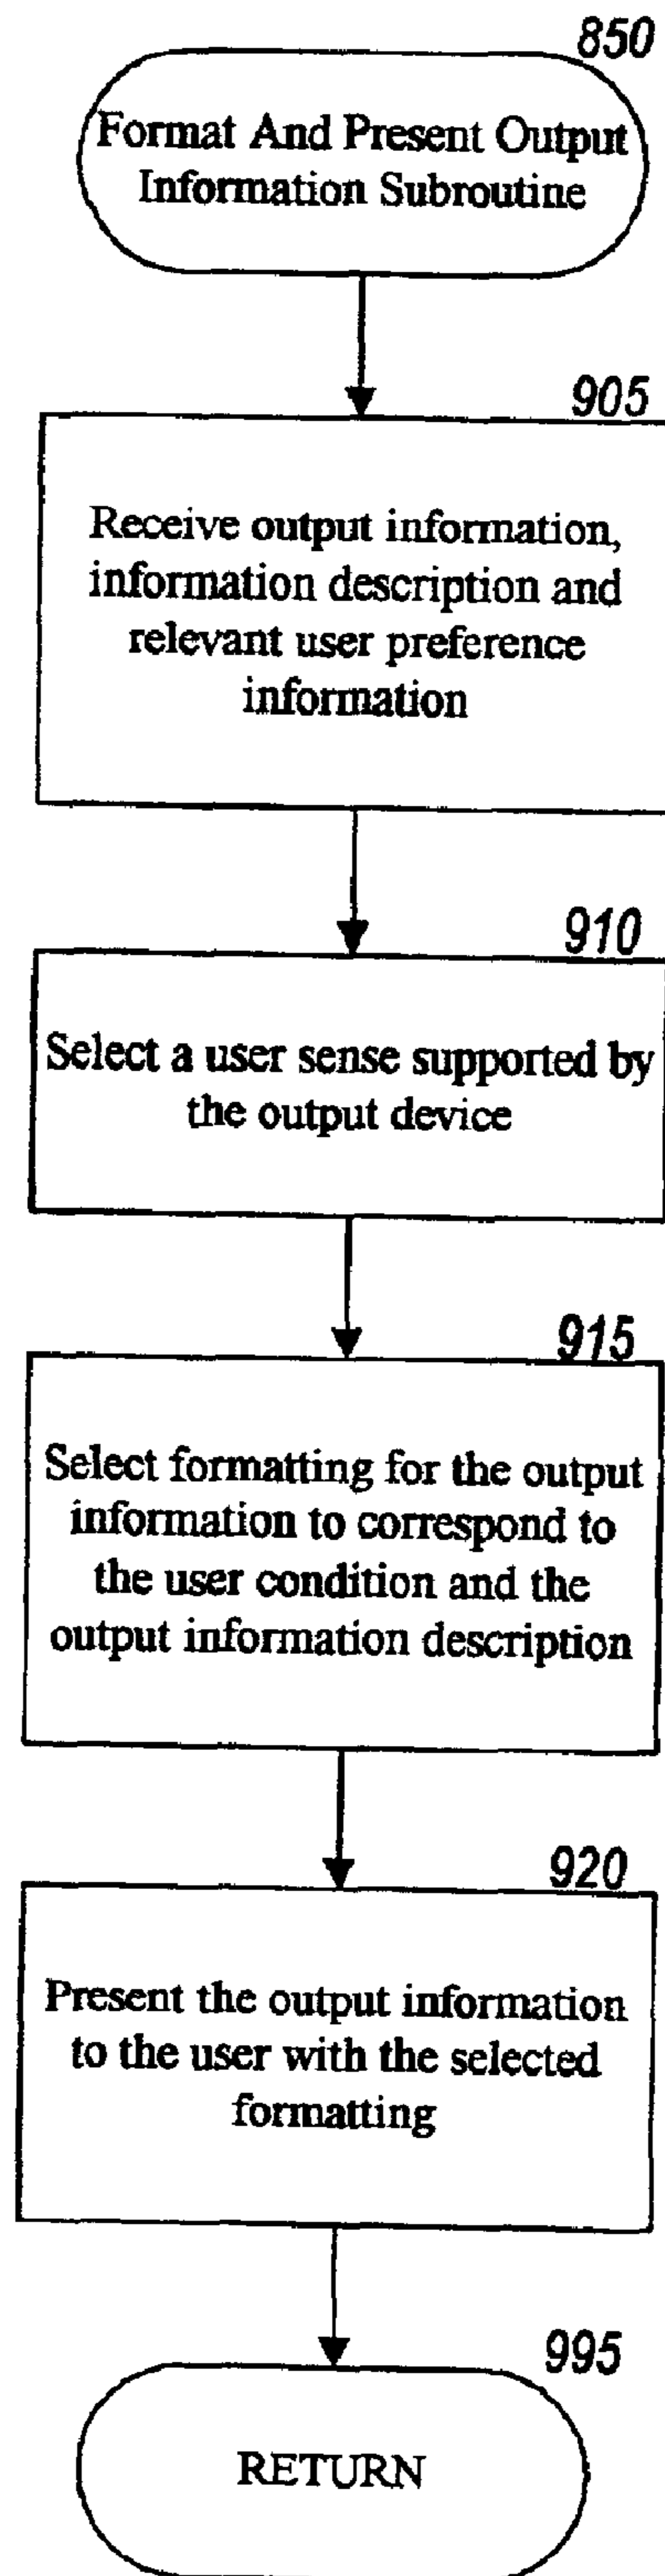 850
Format And Present Output
Information Subroutine
905
Receive output information,
information description and
relevant user preference
information
910
Select a user sense supported by
the output device
915
Select formatting for the output
information to correspond to
the user condition and the
output information description
920
Present the output information
to the user with the selected
formatting
995
RETURN